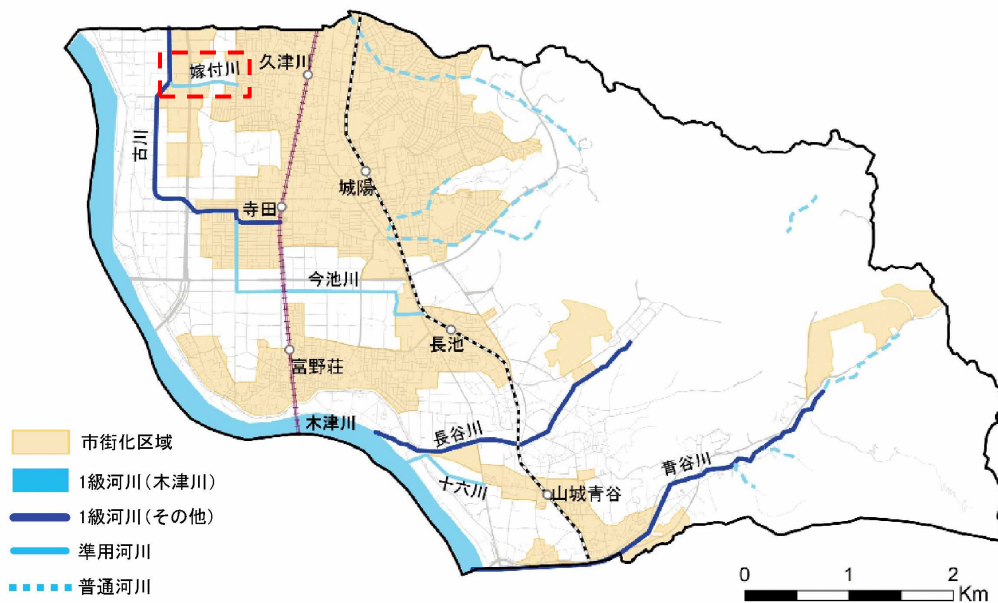 嫁付川
久津川
古川
城陽
寺田
今池川
長池
富野荘
木津川
長谷川
青谷川
十六川
山城青谷
市街化区域
1級河川(木津川)
1級河川(その他)
準用河川
普通河川
0 1 2
Km